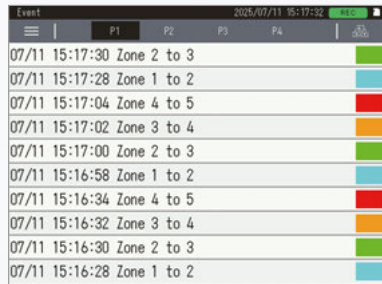 Event 2025/07/11 15:17:32 REC
P1 P2 P3 P4
07/11 15:17:30 Zone 2 to 3
07/11 15:17:28 Zone 1 to 2
07/11 15:17:04 Zone 4 to 5
07/11 15:17:02 Zone 3 to 4
07/11 15:17:00 Zone 2 to 3
07/11 15:16:58 Zone 1 to 2
07/11 15:16:34 Zone 4 to 5
07/11 15:16:32 Zone 3 to 4
07/11 15:16:30 Zone 2 to 3
07/11 15:16:28 Zone 1 to 2